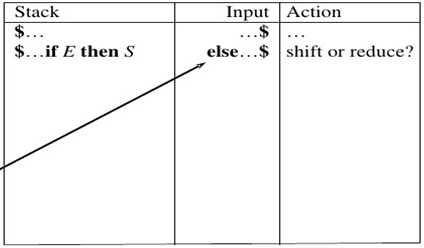 Stack Input Action
$... ...$ ...
$...if E then S else...$ shift or reduce?